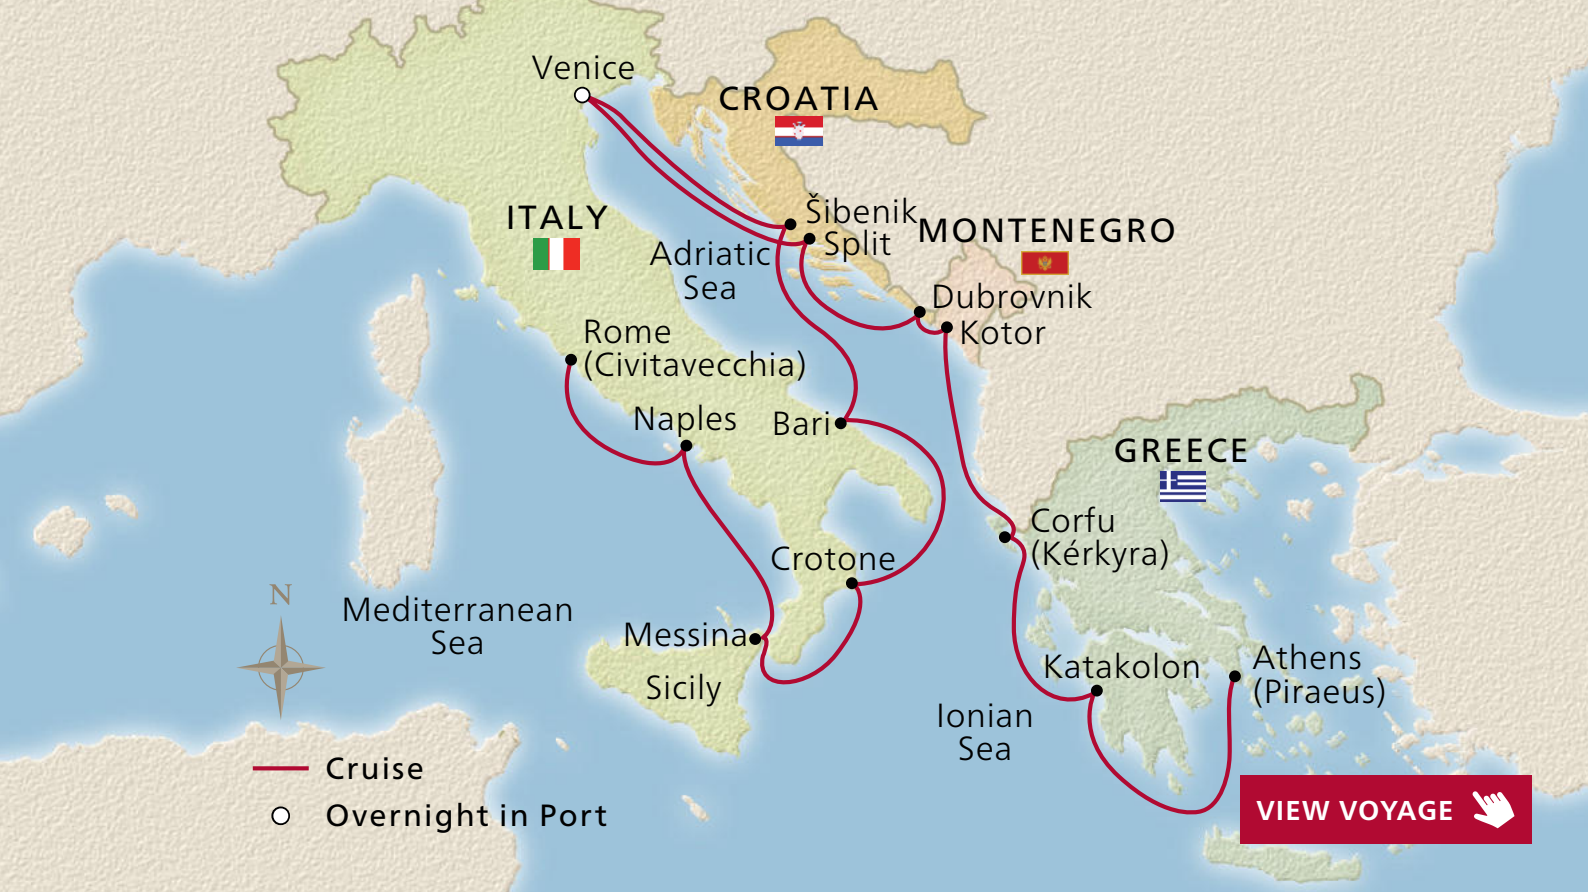 Venice
CROATIA
ITALY
Šibenik
Split
MONTENEGRO
Adriatic
Sea
Dubrovnik
Kotor
Rome
(Civitavecchia)
Naples
Bari
GREECE
Corfu
(Kérkyra)
Crotone
N
Mediterranean
Sea
Messina
Sicily
Katakolon
Athens
(Piraeus)
Ionian
Sea
Cruise
Overnight in Port
VIEW VOYAGE